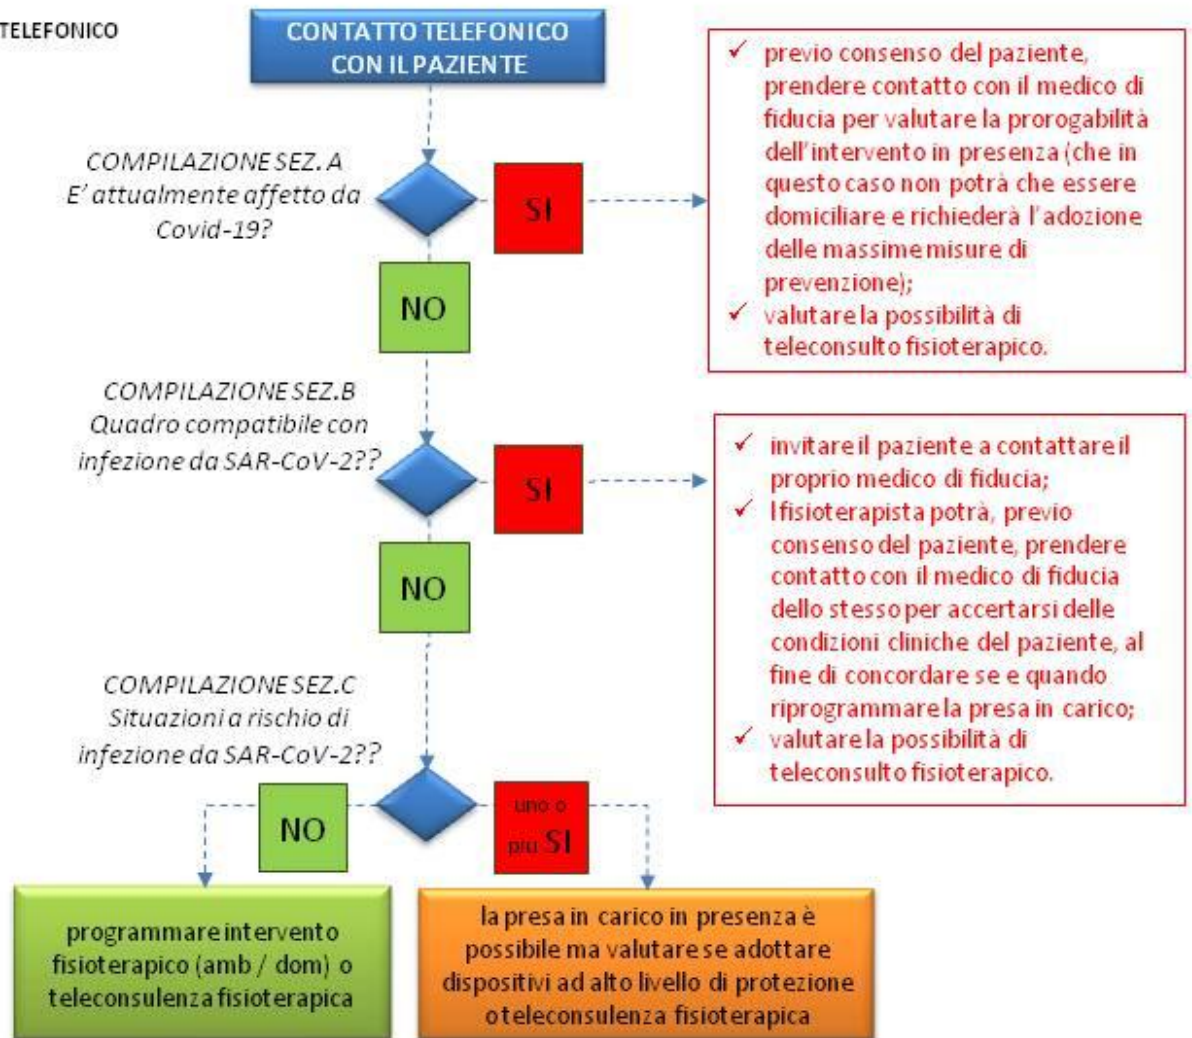 TELEFONICO
CONTATTO TELEFONICO
CON IL PAZIENTE
✓ previo consenso del paziente,
prendere contatto con il medico di
fiducia per valutare la prorogabilità
dell'intervento in presenza (che in
questo caso non potrà che essere
domiciliare e richiederà l'adozione
delle massime misure di
prevenzione);
✓ valutare la possibilità di
teleconsulto fisioterapico.
COMPILAZIONE SEZ. A
E' attualmente affetto da
Covid-19?
SI
NO
COMPILAZIONE SEZ.B
Quadro compatibile con
infezione da SAR-CoV-2??
SI
NO
✓ invitare il paziente a contattare il
proprio medico di fiducia;
✓ Ifisioterapista potrà, previo
consenso del paziente, prendere
contatto con il medico di fiducia
dello stesso per accertarsi delle
condizioni cliniche del paziente, al
fine di concordare se e quando
riprogrammare la presa in carico;
✓ valutare la possibilità di
teleconsulto fisioterapico.
COMPILAZIONE SEZ.C
Situazioni a rischio di
infezione da SAR-CoV-2??
NO
uno o
più SI
programmare intervento
fisioterapico (amb / dom) o
teleconsulenza fisioterapica
la presa in carico in presenza è
possibile ma valutare se adottare
dispositivi ad alto livello di protezione
o teleconsulenza fisioterapica